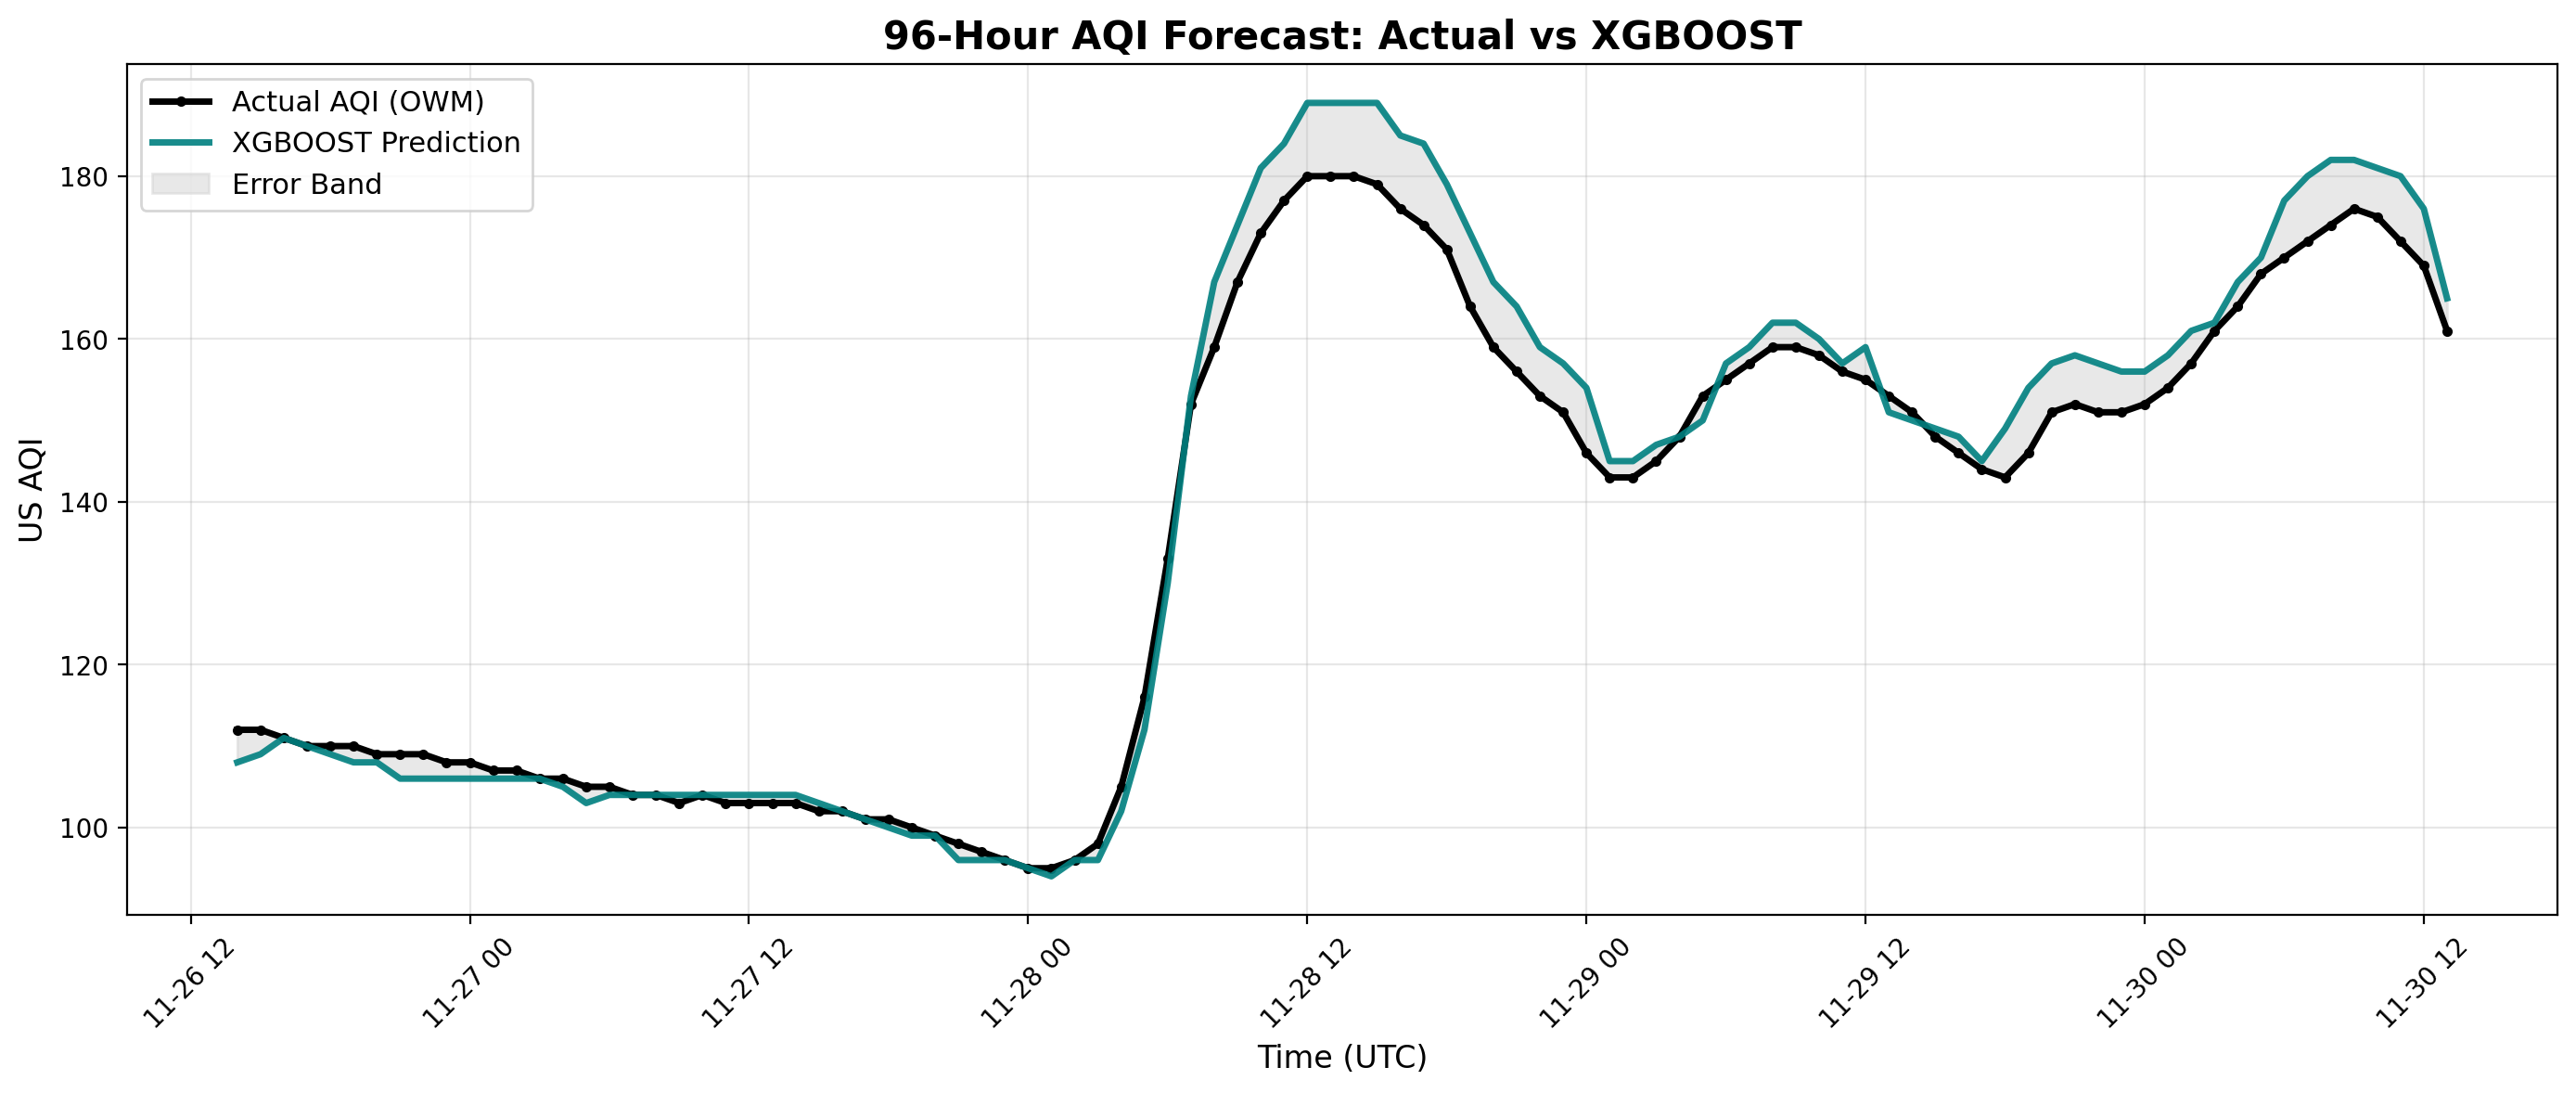 96-Hour AQI Forecast: Actual vs XGBOOST
Actual AQI (OWM)
XGBOOST Prediction
Error Band
US AQI
180
160
140
120
100
11-26 12
11-27 00
11-27 12
11-28 00
11-28 12
11-29 00
11-29 12
11-30 00
11-30 12
Time (UTC)